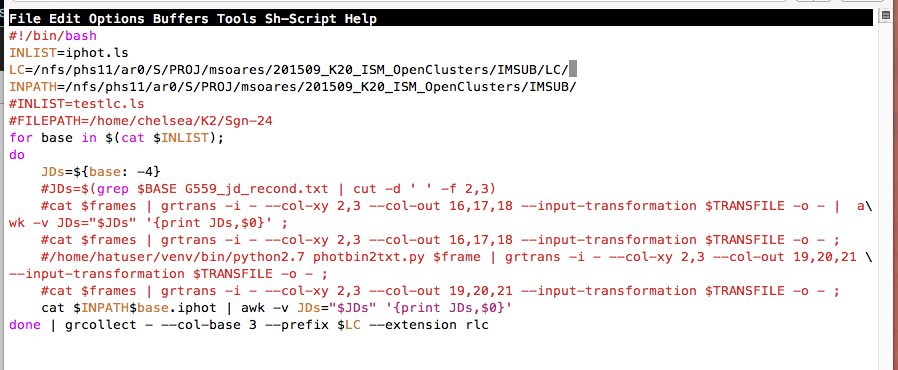 File Edit Options Buffers Tools Sh-Script Help
#!/bin/bash
INLIST=iphot.ls
LC=/nfs/phs11/ar0/S/PROJ/msoares/201509_K20_ISM_OpenClusters/IMSUB/LC/
INPATH=/nfs/phs11/ar0/S/PROJ/msoares/201509_K20_ISM_OpenClusters/IMSUB/
#INLIST=testlc.ls
#FILEPATH=/home/chelsea/K2/Sgn-24
for base in $(cat $INLIST);
do
    JDs=${base: -4}
    #JDs=$(grep $BASE G559_jd_recond.txt | cut -d ' ' -f 2,3)
    #cat $frames | grtrans -i - --col-xy 2,3 --col-out 16,17,18 --input-transformation $TRANSFILE -o - |  a\
wk -v JDs="$JDs" '{print JDs,$0}' ;
    #cat $frames | grtrans -i - --col-xy 2,3 --col-out 16,17,18 --input-transformation $TRANSFILE -o - ;
    #/home/hatuser/venv/bin/python2.7 photbin2txt.py $frame | grtrans -i - --col-xy 2,3 --col-out 19,20,21 \
--input-transformation $TRANSFILE -o - ;
    #cat $frames | grtrans -i - --col-xy 2,3 --col-out 19,20,21 --input-transformation $TRANSFILE -o - ;
    cat $INPATH$base.iphot | awk -v JDs="$JDs" '{print JDs,$0}'
done | grcollect - --col-base 3 --prefix $LC --extension rlc